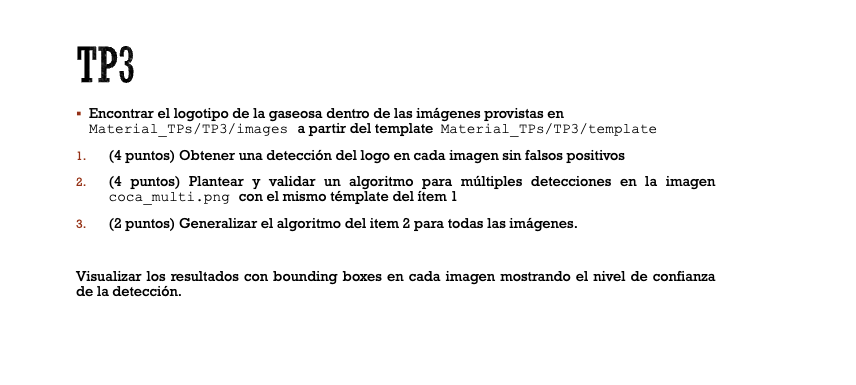 TP3
▪ Encontrar el logotipo de la gaseosa dentro de las imágenes provistas en
Material_TPs/TP3/images a partir del template Material_TPs/TP3/template
1. (4 puntos) Obtener una detección del logo en cada imagen sin falsos positivos
2. (4 puntos) Plantear y validar un algoritmo para múltiples detecciones en la imagen
coca_multi.png con el mismo témplate del ítem 1
3. (2 puntos) Generalizar el algoritmo del item 2 para todas las imágenes.
Visualizar los resultados con bounding boxes en cada imagen mostrando el nivel de confianza
de la detección.